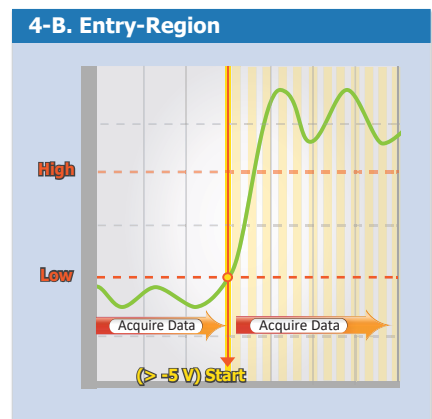 4-B. Entry-Region
High
Low
Acquire Data
Acquire Data
(> -5 V) Start